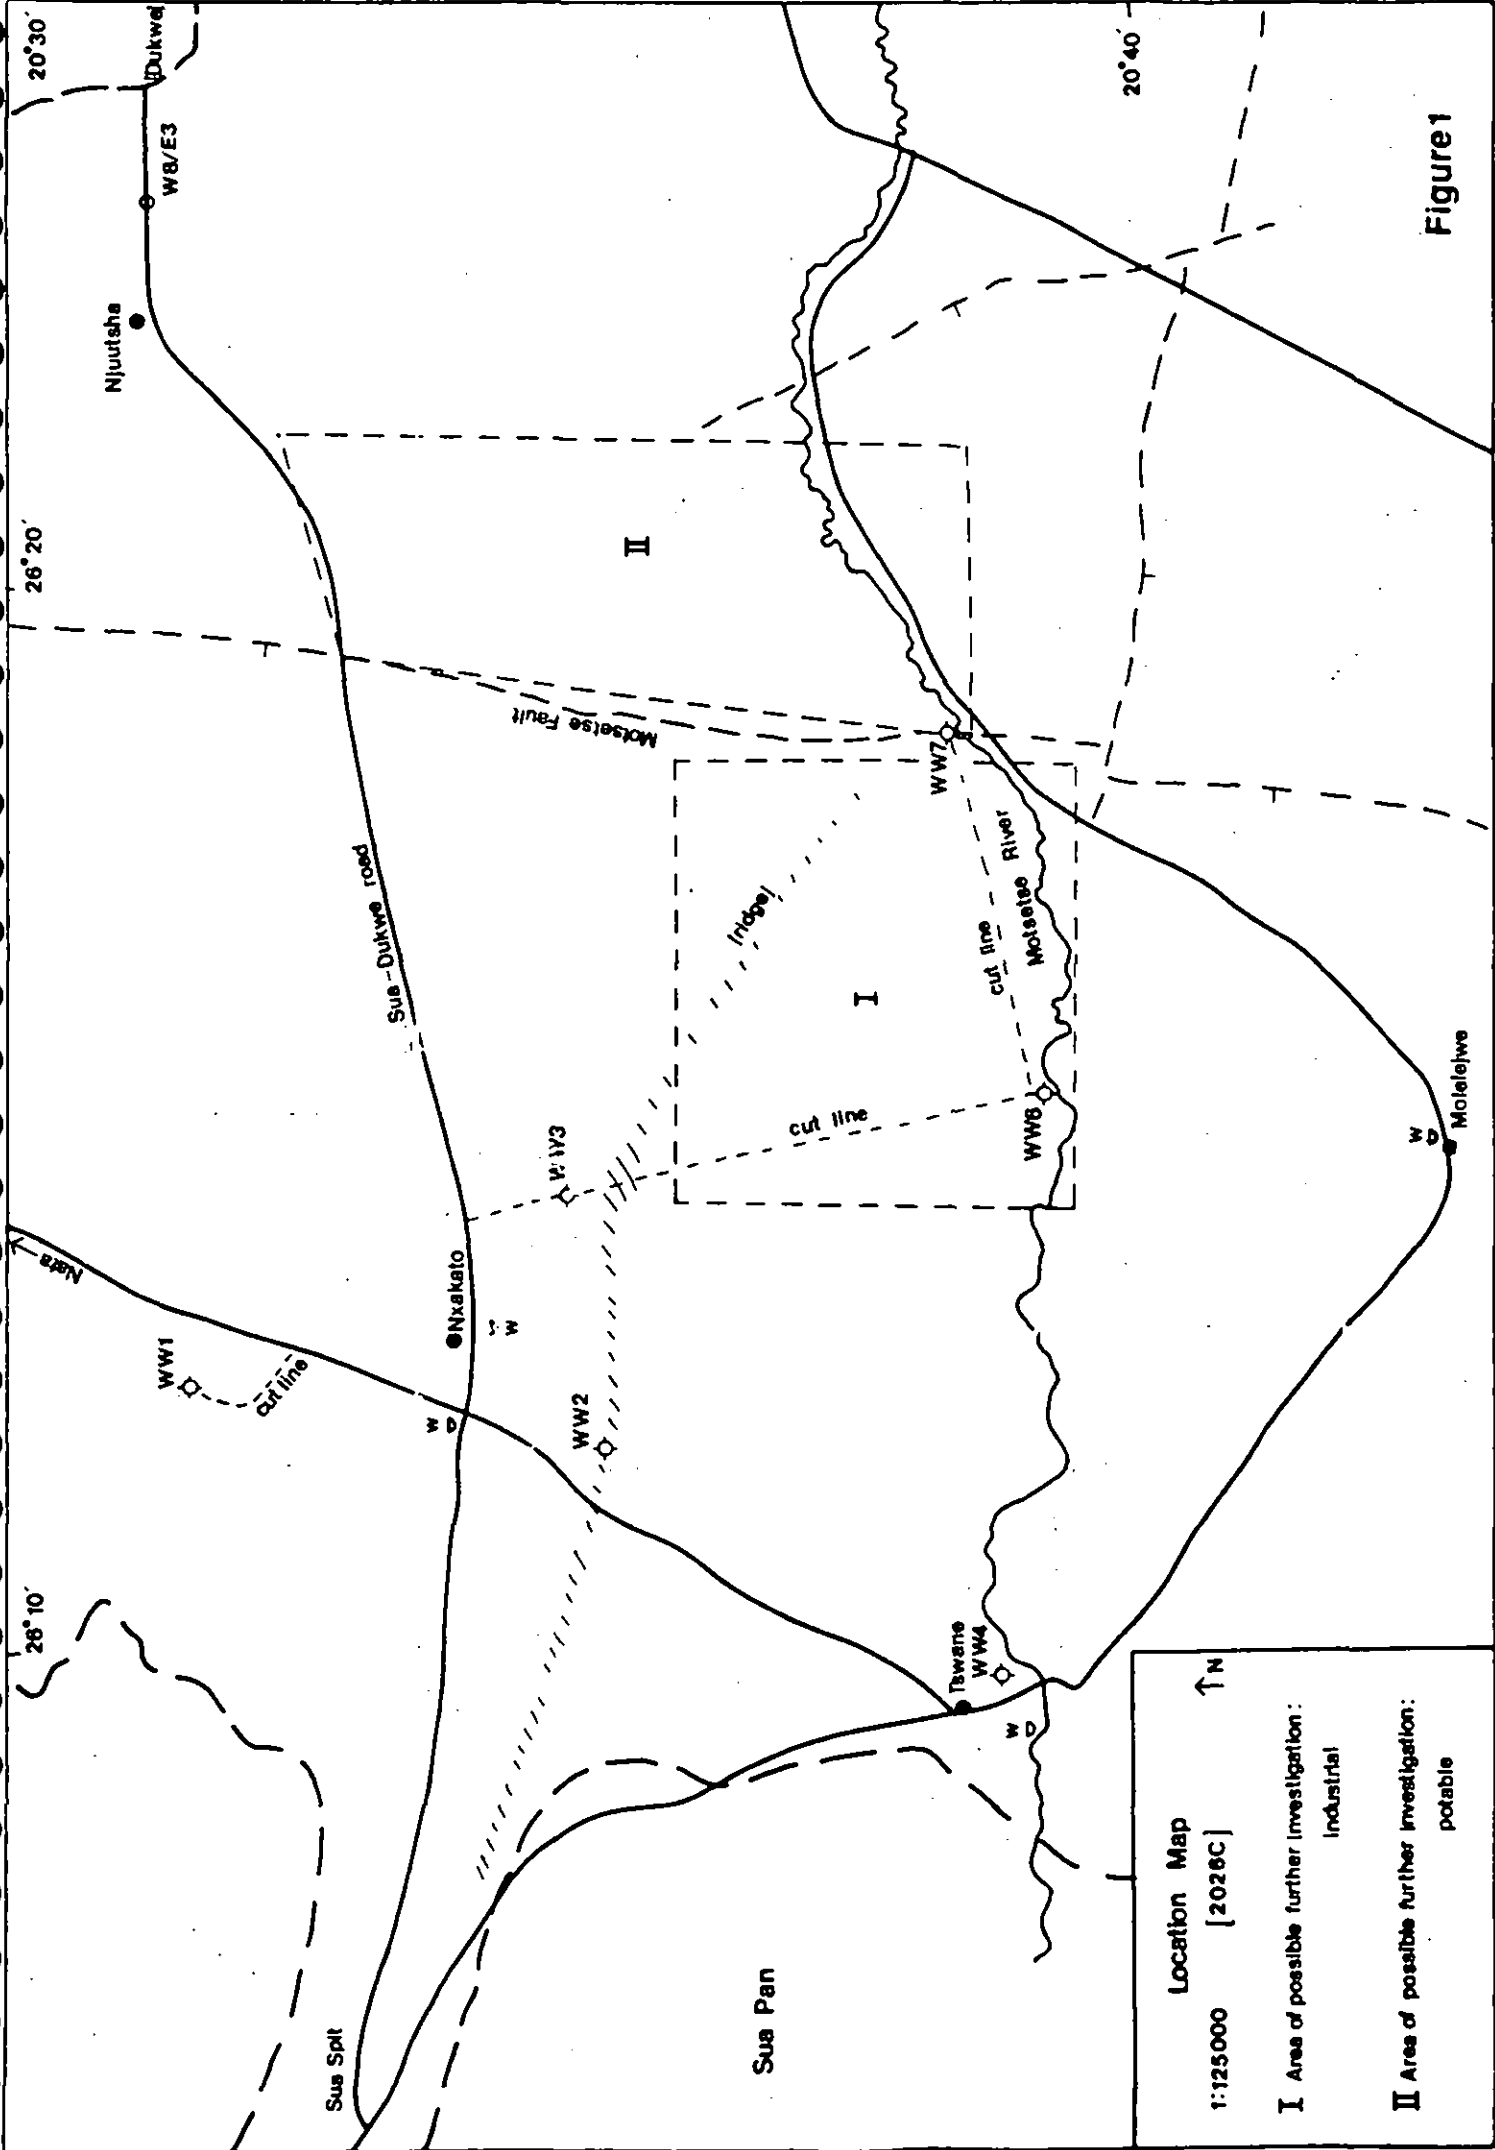 26°10′
26°20′
20°30′
Nata
WW1
cut line
Njuutsha
W8/E3
Dukwe
Sua Spit
w
Nxakato
w
Sua-Dukwe road
WW2
WW3
Motsetse Fault
II
(ridge)
I
cut line
Sua Pan
Tswane
WW4
w
WW6
cut line
WW7
Motsetse River
20°40′
w
Molelejwe
Location Map
1:125000 [2026C]
↑N
I Area of possible further investigation:
industrial
II Area of possible further investigation:
potable
Figure 1